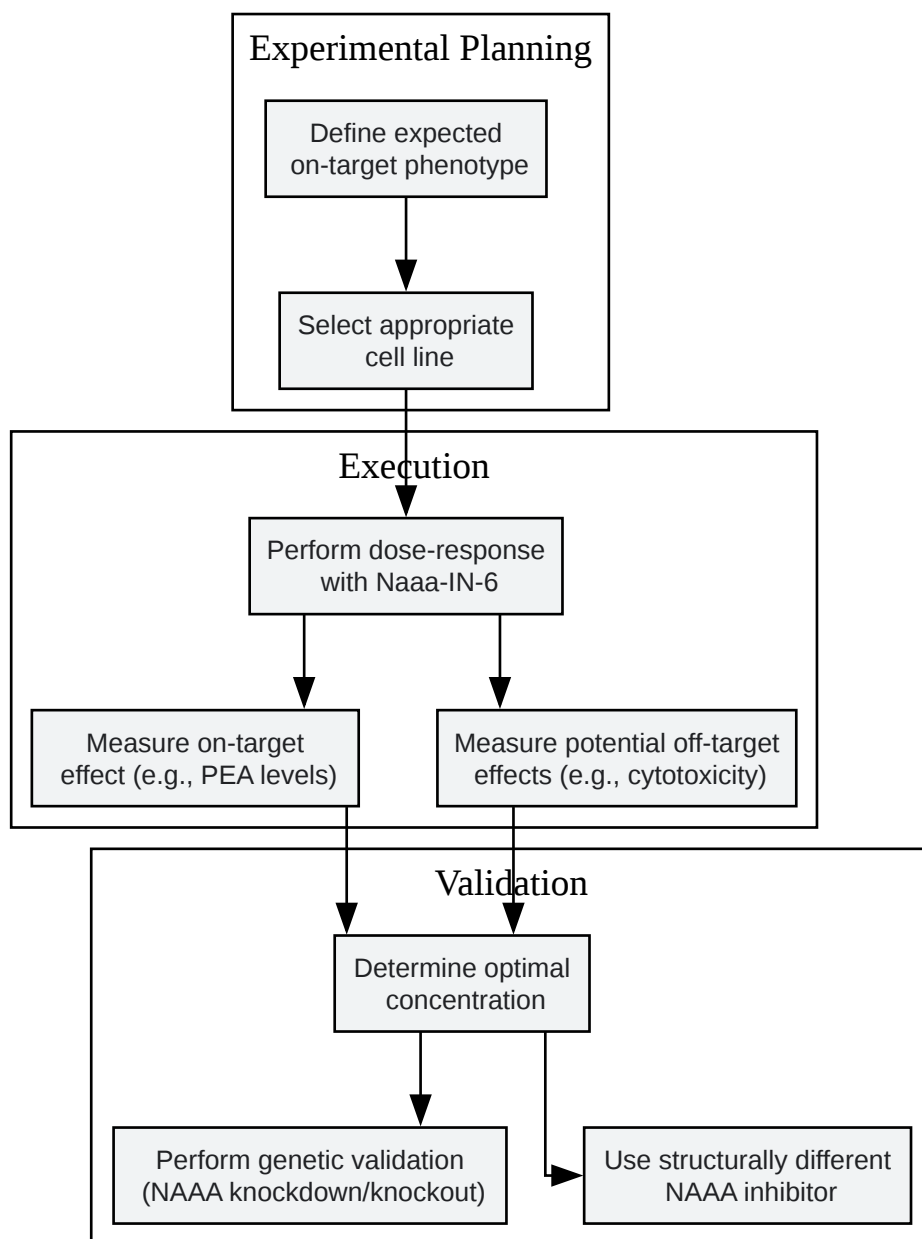 Experimental Planning
Define expected
on-target phenotype
Select appropriate
cell line
Execution
Perform dose-response
with Naaa-IN-6
Measure on-target
effect (e.g., PEA levels)
Measure potential off-target
effects (e.g., cytotoxicity)
Validation
Determine optimal
concentration
Perform genetic validation
(NAAA knockdown/knockout)
Use structurally different
NAAA inhibitor